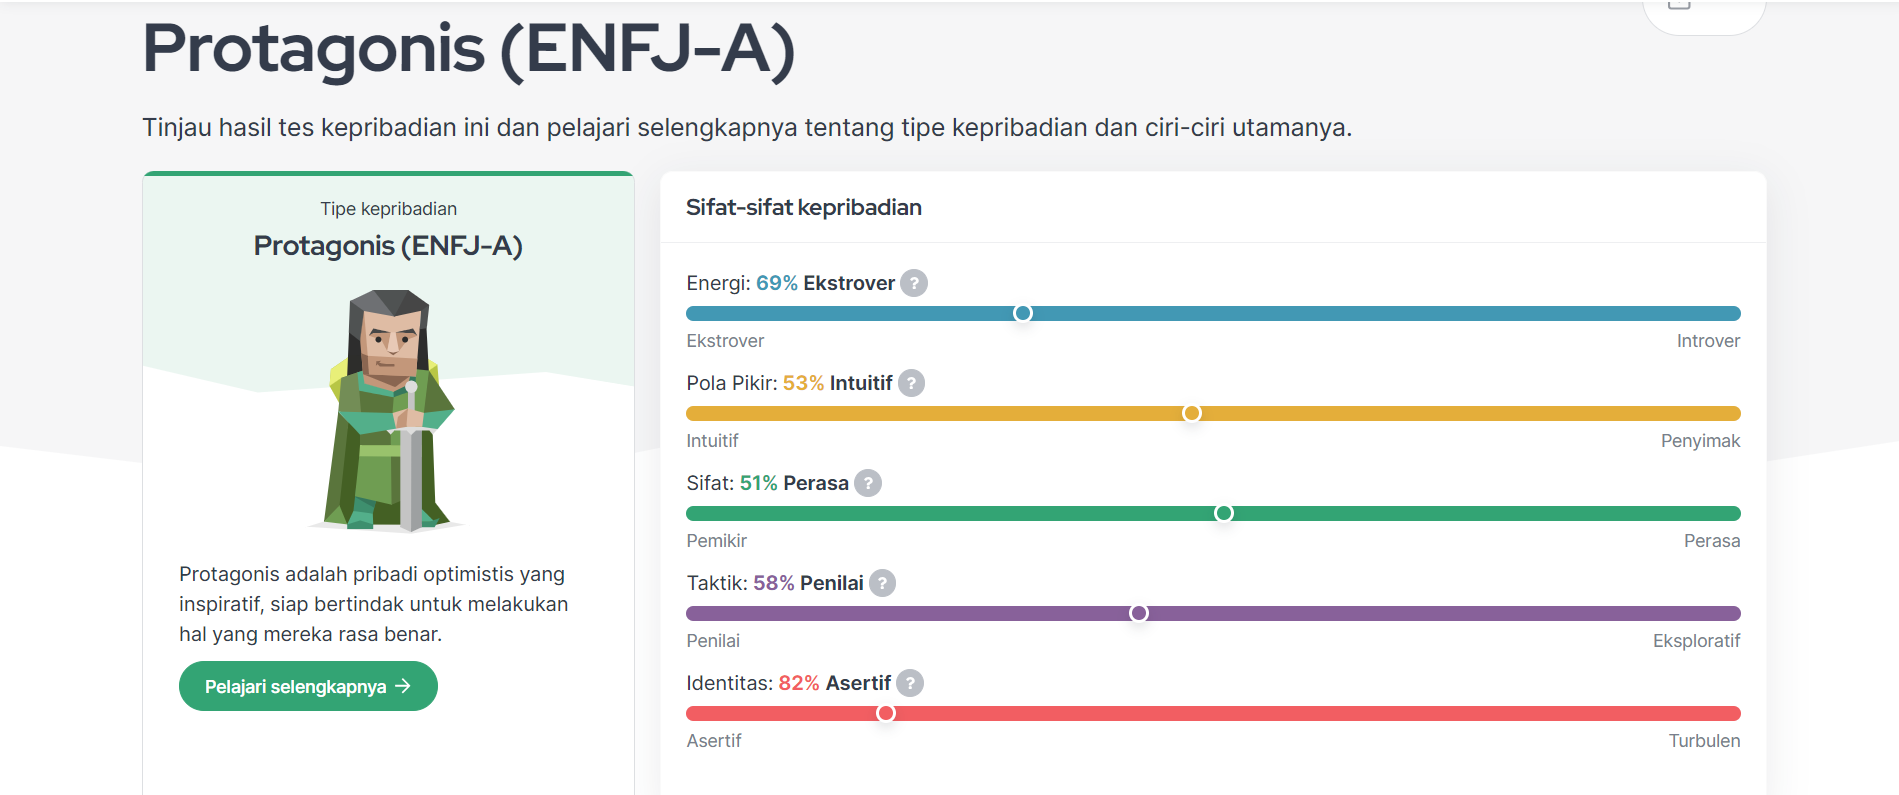 Protagonis (ENFJ-A)
Tinjau hasil tes kepribadian ini dan pelajari selengkapnya tentang tipe kepribadian dan ciri-ciri utamanya.
Tipe kepribadian
Protagonis (ENFJ-A)
Protagonis adalah pribadi optimistis yang
inspiratif, siap bertindak untuk melakukan
hal yang mereka rasa benar.
Pelajari selengkapnya →
Sifat-sifat kepribadian
Energi: 69% Ekstrover ?
Ekstrover Introver
Pola Pikir: 53% Intuitif ?
Intuitif Penyimak
Sifat: 51% Perasa ?
Pemikir Perasa
Taktik: 58% Penilai ?
Penilai Eksploratif
Identitas: 82% Asertif ?
Asertif Turbulen